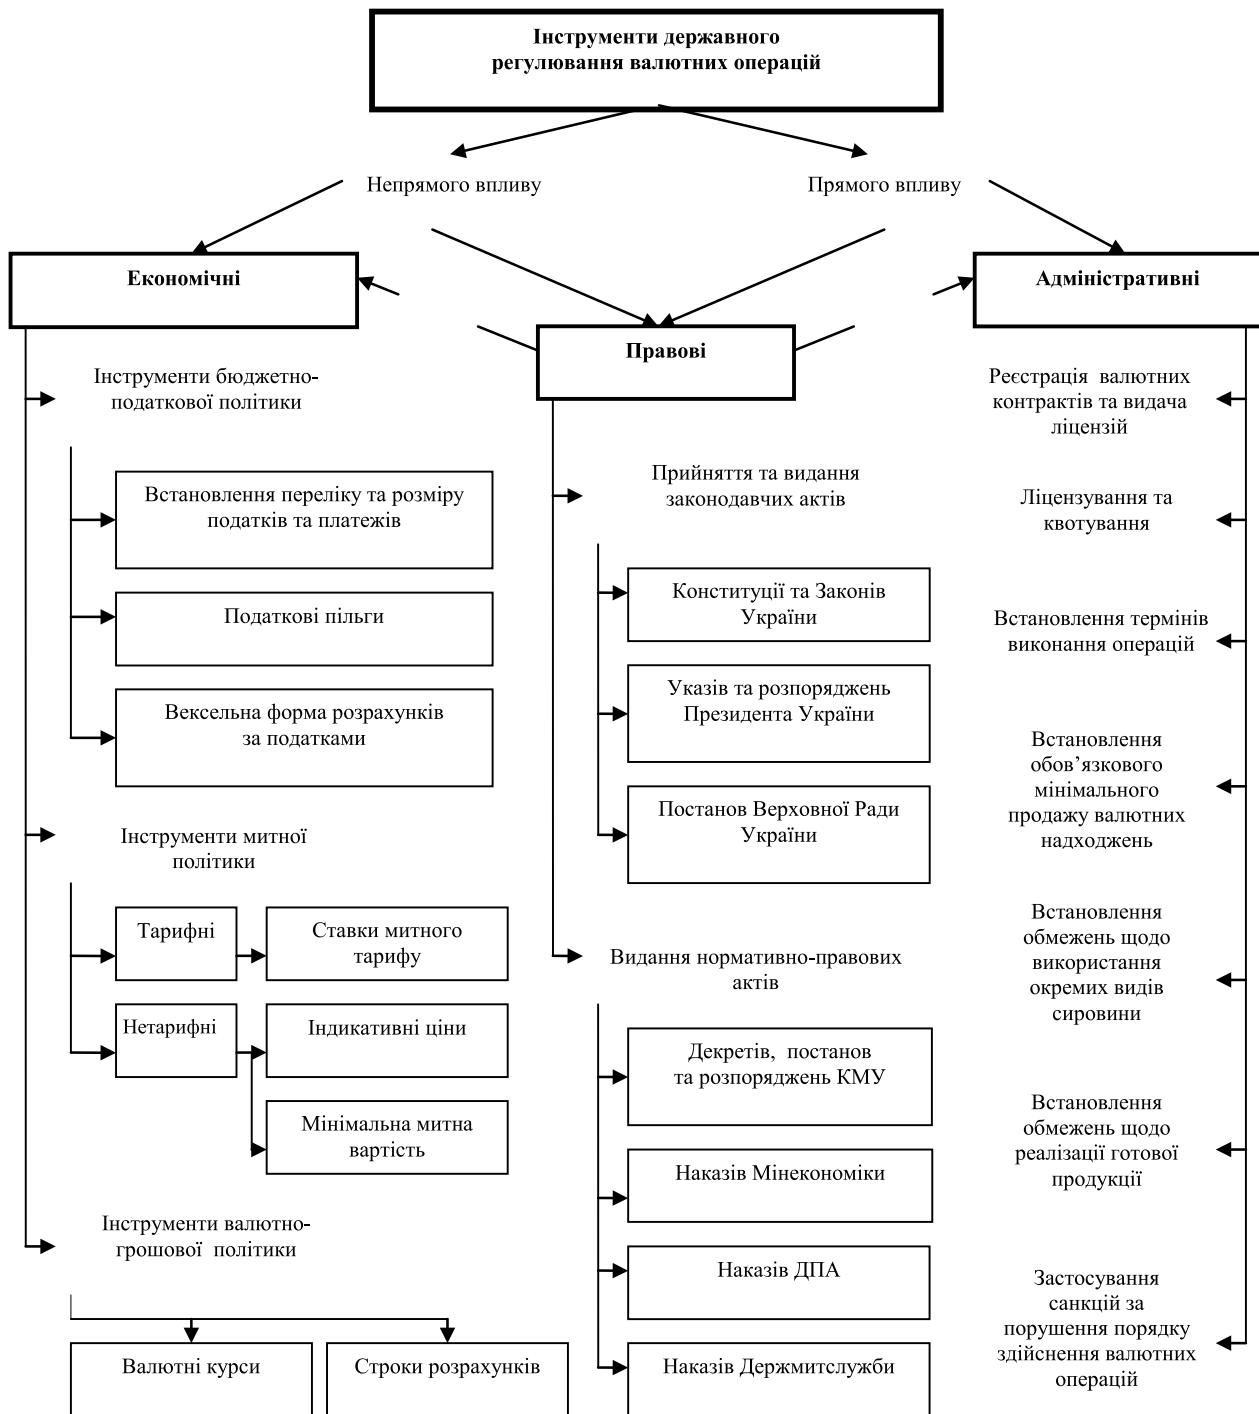 Інструменти державного
регулювання валютних операцій
Непрямого впливу
Прямого впливу
Економічні
Адміністративні
Правові
Інструменти бюджетно-
податкової політики
Встановлення переліку та розміру
податків та платежів
Податкові пільги
Вексельна форма розрахунків
за податками
Інструменти митної
політики
Тарифні
Ставки митного
тарифу
Нетарифні
Індикативні ціни
Мінімальна митна
вартість
Інструменти валютно-
грошової політики
Валютні курси
Строки розрахунків
Прийняття та видання
законодавчих актів
Конституції та Законів
України
Указів та розпоряджень
Президента України
Постанов Верховної Ради
України
Видання нормативно-правових
актів
Декретів, постанов
та розпоряджень КМУ
Наказів Мінекономіки
Наказів ДПА
Наказів Держмитслужби
Реєстрація валютних
контрактів та видача
ліцензій
Ліцензування та
квотування
Встановлення термінів
виконання операцій
Встановлення
обов’язкового
мінімального
продажу валютних
надходжень
Встановлення
обмежень щодо
використання
окремих видів
сировини
Встановлення
обмежень щодо
реалізації готової
продукції
Застосування
санкцій за
порушення порядку
здійснення валютних
операцій